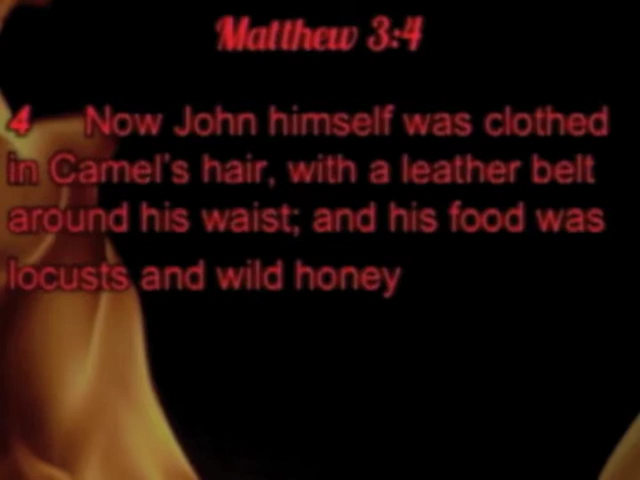 Matthew 3:4
4 Now John himself was clothed
in Camel's hair, with a leather belt
around his waist; and his food was
locusts and wild honey